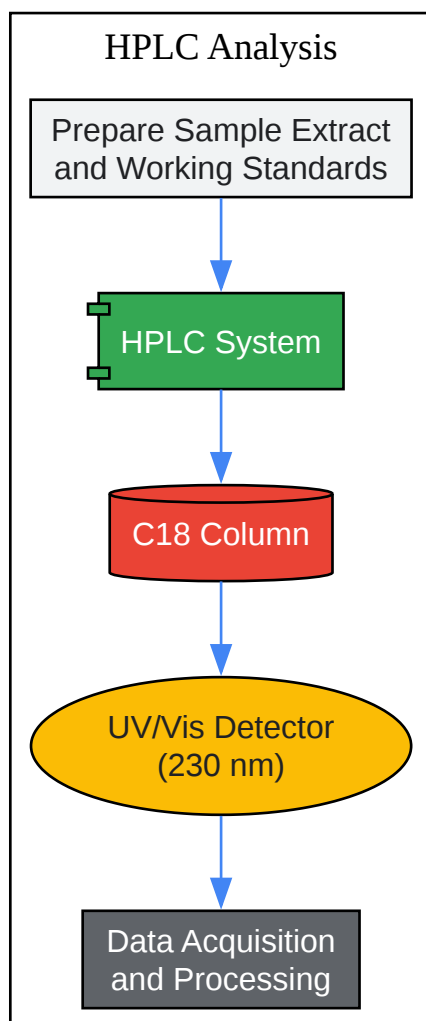 HPLC Analysis
Prepare Sample Extract
and Working Standards
HPLC System
C18 Column
UV/Vis Detector
(230 nm)
Data Acquisition
and Processing